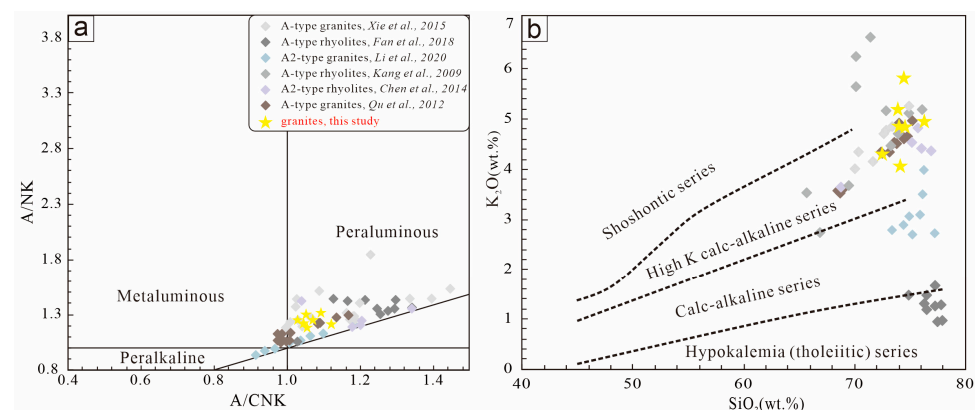 a
3.8
3.3
2.8
2.3
1.8
1.3
0.8
A/NK
A-type granites, Xie et al., 2015
A-type rhyolites, Fan et al., 2018
A2-type granites, Li et al., 2020
A-type rhyolites, Kang et al., 2009
A2-type rhyolites, Chen et al., 2014
A-type granites, Qu et al., 2012
granites, this study
Peraluminous
Metaluminous
Peralkaline
0.4
0.6
0.8
1.0
1.2
1.4
A/CNK
b
7
6
5
4
3
2
1
0
K₂O(wt.%)
Shoshontic series
High K calc-alkaline series
Calc-alkaline series
Hypokalemia (tholeiitic) series
40
50
60
70
80
SiO₂(wt.%)